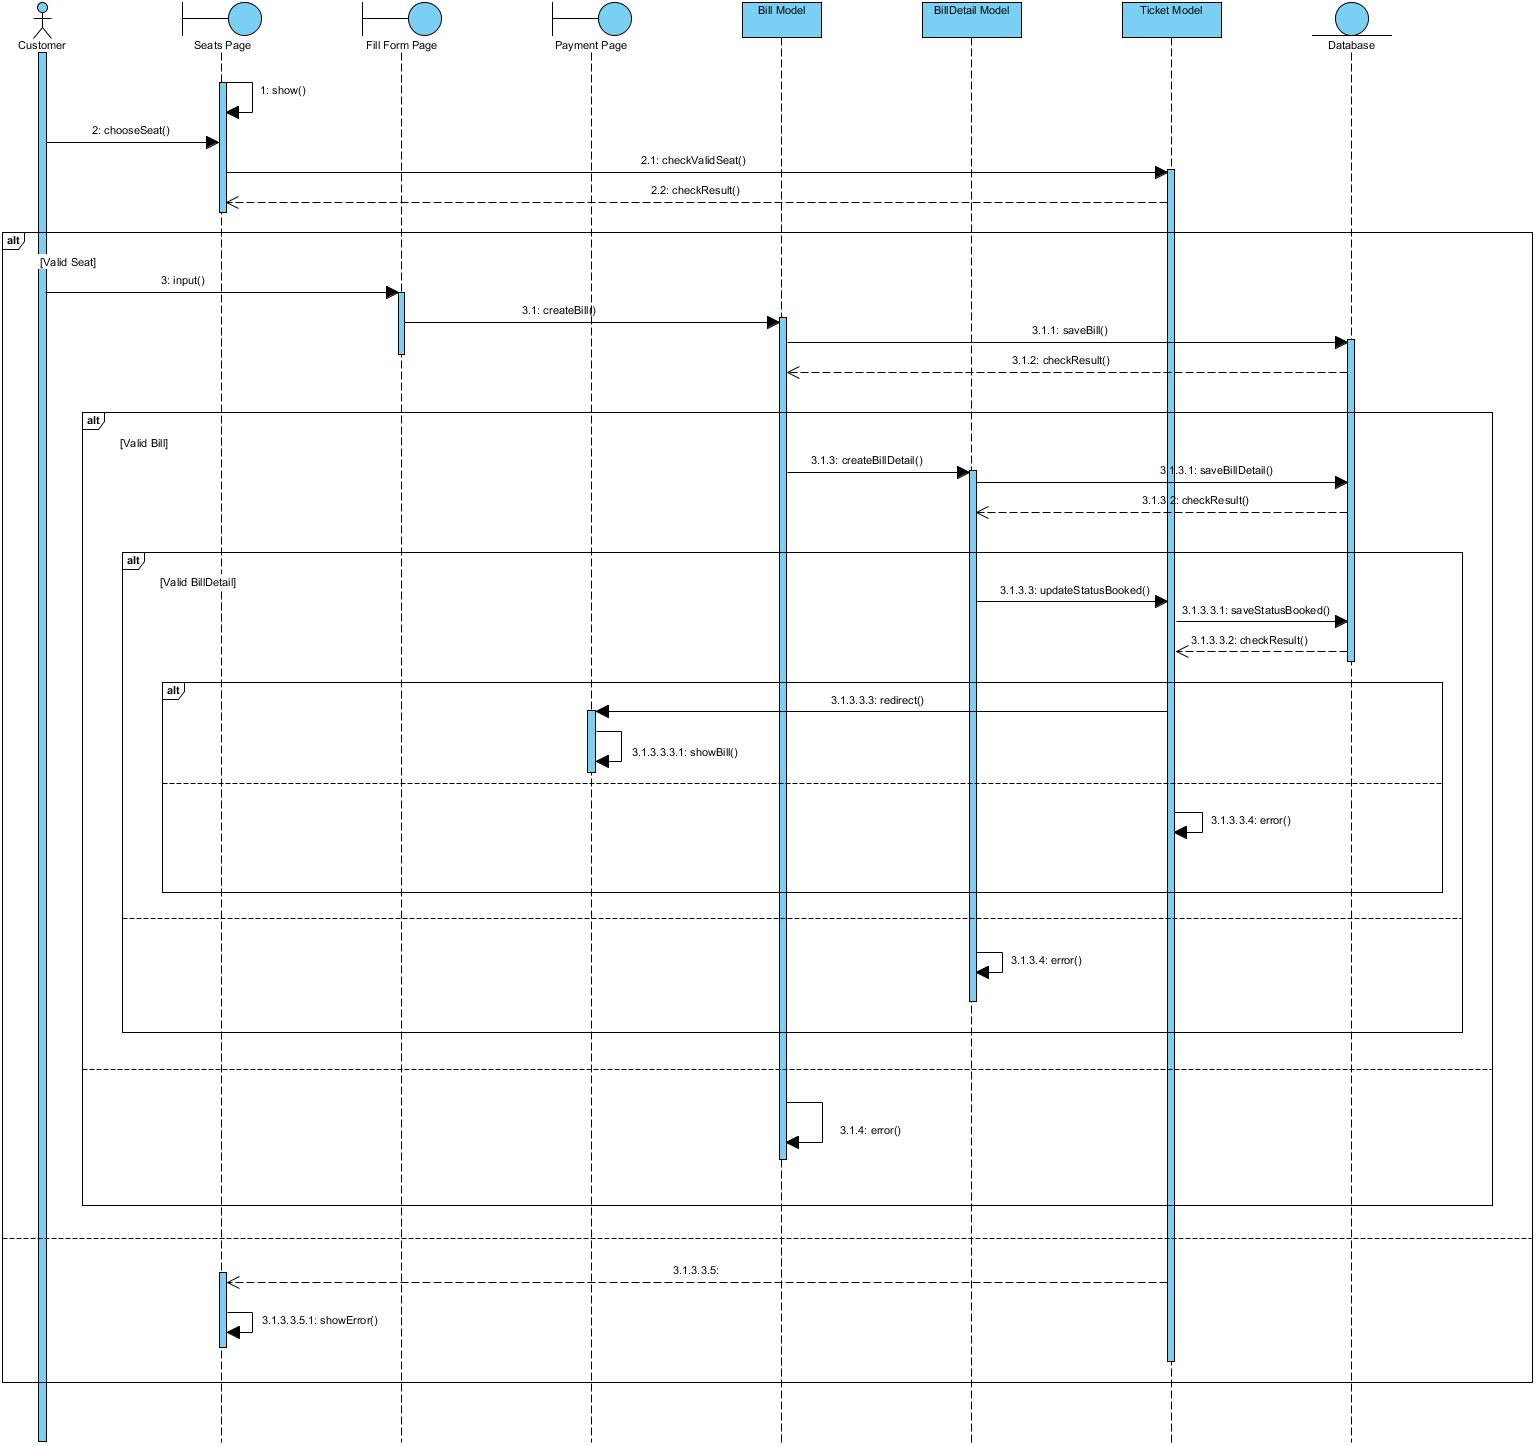 Bill Model
BillDetail Model
Ticket Model
Customer
Seats Page
Fill Form Page
Payment Page
Database
1: show()
2: chooseSeat()
2.1: checkValidSeat()
2.2: checkResult()
alt
[Valid Seat]
3: input()
3.1: createBill()
3.1.1: saveBill()
3.1.2: checkResult()
alt
[Valid Bill]
3.1.3: createBillDetail()
3.1.3.1: saveBillDetail()
3.1.3.2: checkResult()
alt
[Valid BillDetail]
3.1.3.3: updateStatusBooked()
3.1.3.3.1: saveStatusBooked()
3.1.3.3.2: checkResult()
alt
3.1.3.3.3: redirect()
3.1.3.3.3.1: showBill()
3.1.3.3.4: error()
3.1.3.4: error()
3.1.4: error()
3.1.3.3.5:
3.1.3.3.5.1: showError()